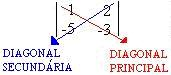 1 2
-5 -3
DIAGONAL DIAGONAL
SECUNDÁRIA PRINCIPAL